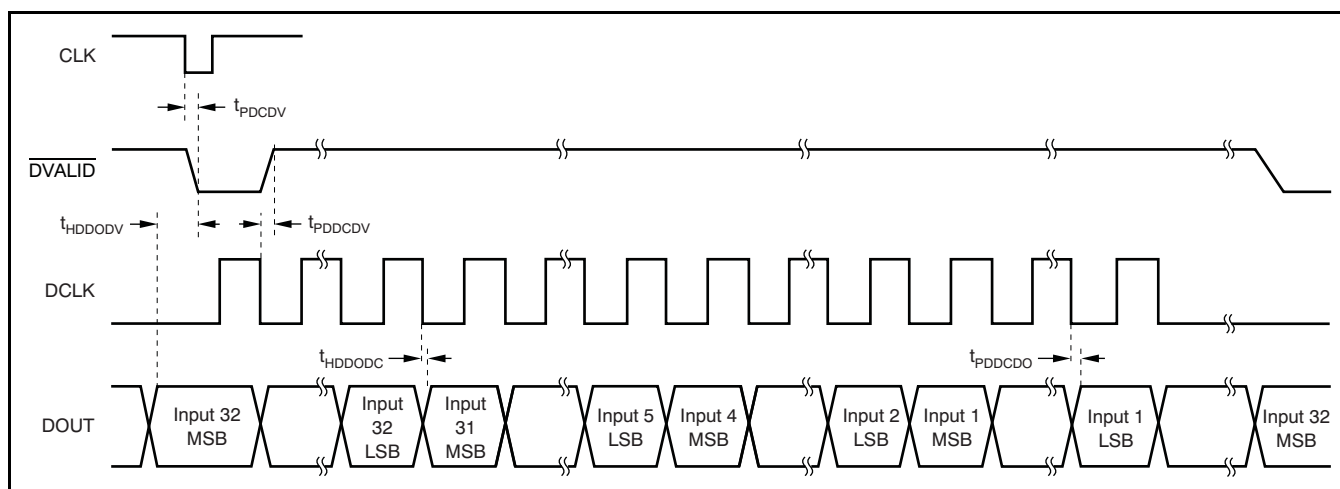 CLK
tPDCDV
DVALID
tHDDODV
tPDDCDV
DCLK
tHDDODC
tPDDCDO
DOUT
Input 32
MSB
Input
32
LSB
Input
31
MSB
Input 5
LSB
Input 4
MSB
Input 2
LSB
Input 1
MSB
Input 1
LSB
Input 32
MSB